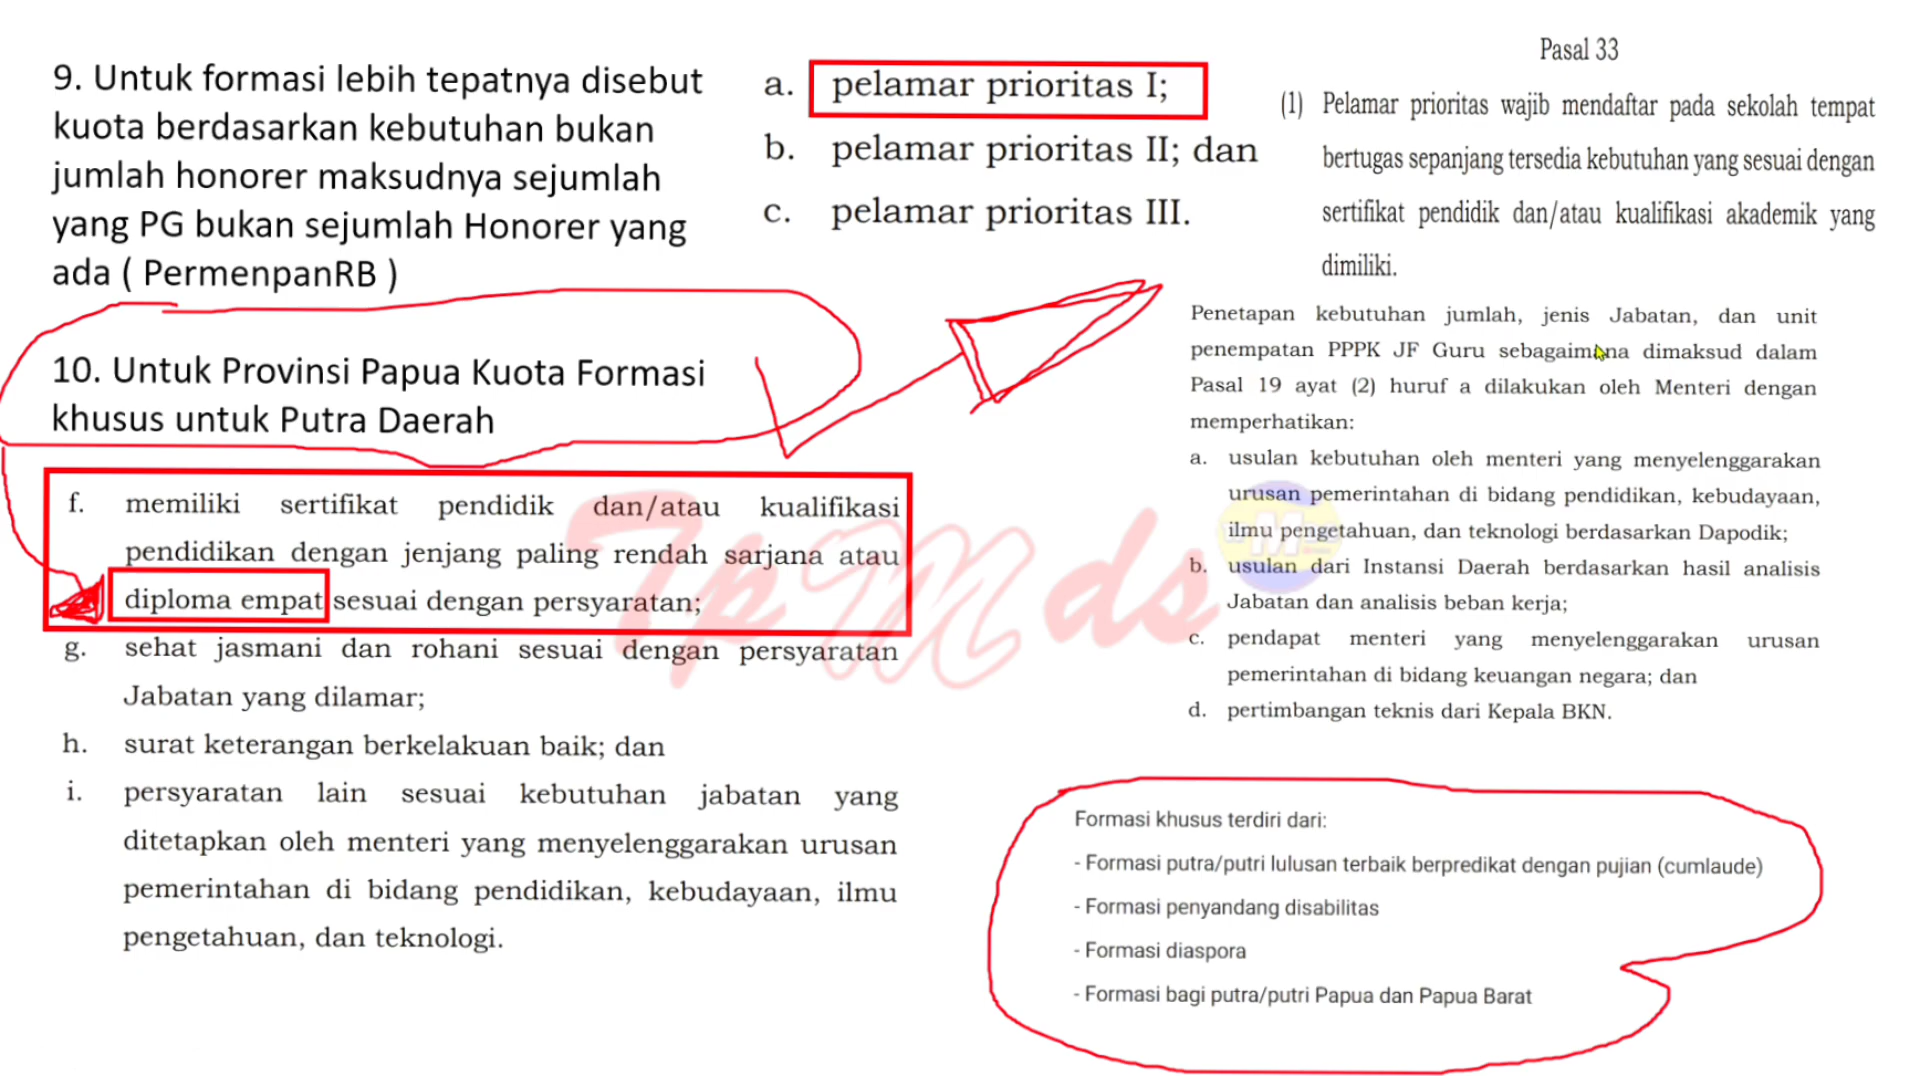 9. Untuk formasi lebih tepatnya disebut
kuota berdasarkan kebutuhan bukan
jumlah honorer maksudnya sejumlah
yang PG bukan sejumlah Honorer yang
ada ( PermenpanRB )
10. Untuk Provinsi Papua Kuota Formasi
khusus untuk Putra Daerah
f. memiliki sertifikat pendidik dan/atau kualifikasi
pendidikan dengan jenjang paling rendah sarjana atau
diploma empat sesuai dengan persyaratan;
g. sehat jasmani dan rohani sesuai dengan persyaratan
Jabatan yang dilamar;
h. surat keterangan berkelakuan baik; dan
i. persyaratan lain sesuai kebutuhan jabatan yang
ditetapkan oleh menteri yang menyelenggarakan urusan
pemerintahan di bidang pendidikan, kebudayaan, ilmu
pengetahuan, dan teknologi.
a. pelamar prioritas I;
b. pelamar prioritas II; dan
c. pelamar prioritas III.
Pasal 33
(1) Pelamar prioritas wajib mendaftar pada sekolah tempat
bertugas sepanjang tersedia kebutuhan yang sesuai dengan
sertifikat pendidik dan/atau kualifikasi akademik yang
dimiliki.
Penetapan kebutuhan jumlah, jenis Jabatan, dan unit
penempatan PPPK JF Guru sebagaimana dimaksud dalam
Pasal 19 ayat (2) huruf a dilakukan oleh Menteri dengan
memperhatikan:
a. usulan kebutuhan oleh menteri yang menyelenggarakan
urusan pemerintahan di bidang pendidikan, kebudayaan,
ilmu pengetahuan, dan teknologi berdasarkan Dapodik;
b. usulan dari Instansi Daerah berdasarkan hasil analisis
Jabatan dan analisis beban kerja;
c. pendapat menteri yang menyelenggarakan urusan
pemerintahan di bidang keuangan negara; dan
d. pertimbangan teknis dari Kepala BKN.
Formasi khusus terdiri dari:
- Formasi putra/putri lulusan terbaik berpredikat dengan pujian (cumlaude)
- Formasi penyandang disabilitas
- Formasi diaspora
- Formasi bagi putra/putri Papua dan Papua Barat
TpMds
M